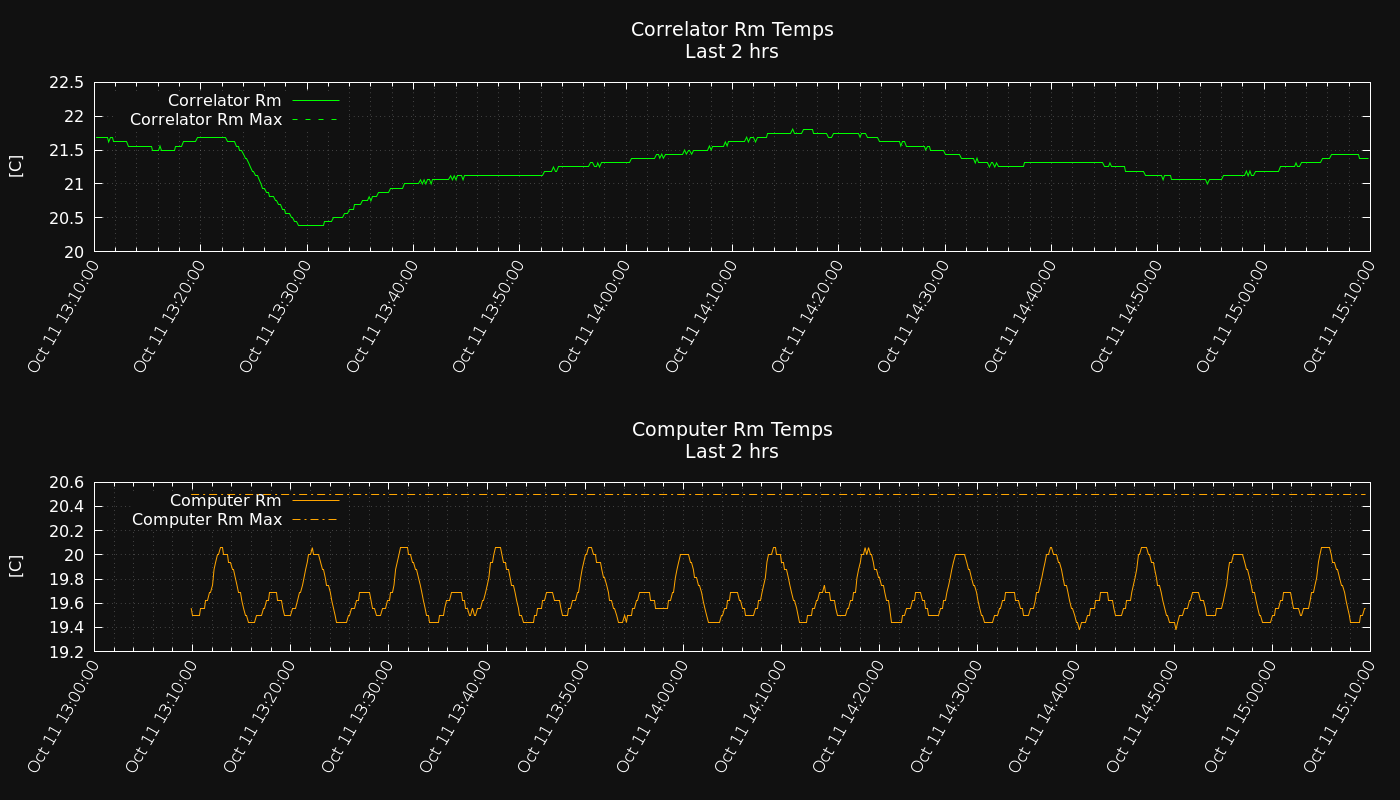 Correlator Rm Temps
Last 2 hrs
22.5
22
21.5
21
20.5
20
[C]
Correlator Rm
Correlator Rm Max
Oct 11 13:10:00
Oct 11 13:20:00
Oct 11 13:30:00
Oct 11 13:40:00
Oct 11 13:50:00
Oct 11 14:00:00
Oct 11 14:10:00
Oct 11 14:20:00
Oct 11 14:30:00
Oct 11 14:40:00
Oct 11 14:50:00
Oct 11 15:00:00
Oct 11 15:10:00
Computer Rm Temps
Last 2 hrs
20.6
20.4
20.2
20
19.8
19.6
19.4
19.2
[C]
Computer Rm
Computer Rm Max
Oct 11 13:00:00
Oct 11 13:10:00
Oct 11 13:20:00
Oct 11 13:30:00
Oct 11 13:40:00
Oct 11 13:50:00
Oct 11 14:00:00
Oct 11 14:10:00
Oct 11 14:20:00
Oct 11 14:30:00
Oct 11 14:40:00
Oct 11 14:50:00
Oct 11 15:00:00
Oct 11 15:10:00